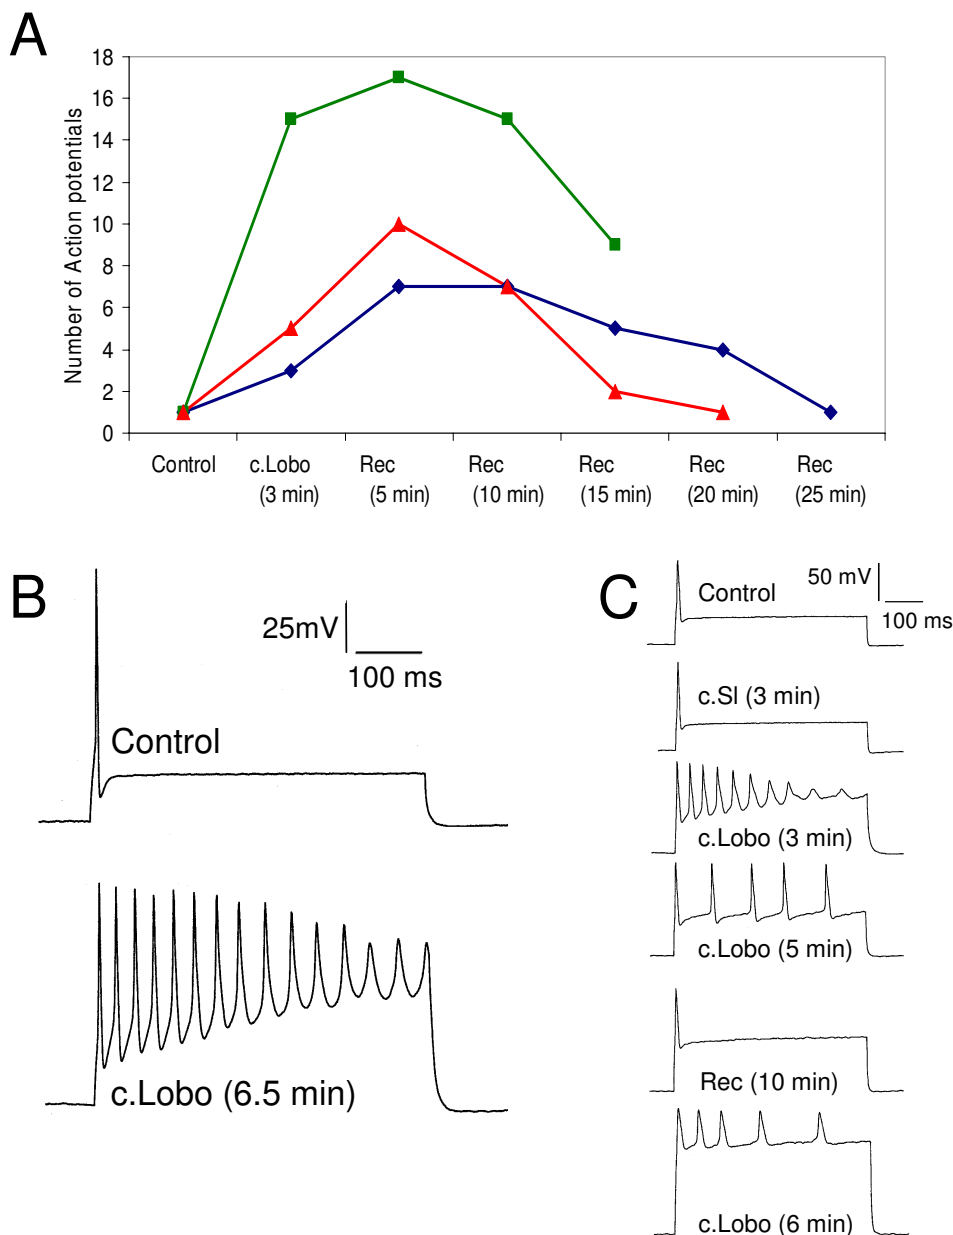 A
18
16
14
12
10
8
6
4
2
0
Number of Action potentials
Control
c.Lobo
(3 min)
Rec
(5 min)
Rec
(10 min)
Rec
(15 min)
Rec
(20 min)
Rec
(25 min)
B
25mV
100 ms
Control
c.Lobo (6.5 min)
C
50 mV
100 ms
Control
c.Sl (3 min)
c.Lobo (3 min)
c.Lobo (5 min)
Rec (10 min)
c.Lobo (6 min)